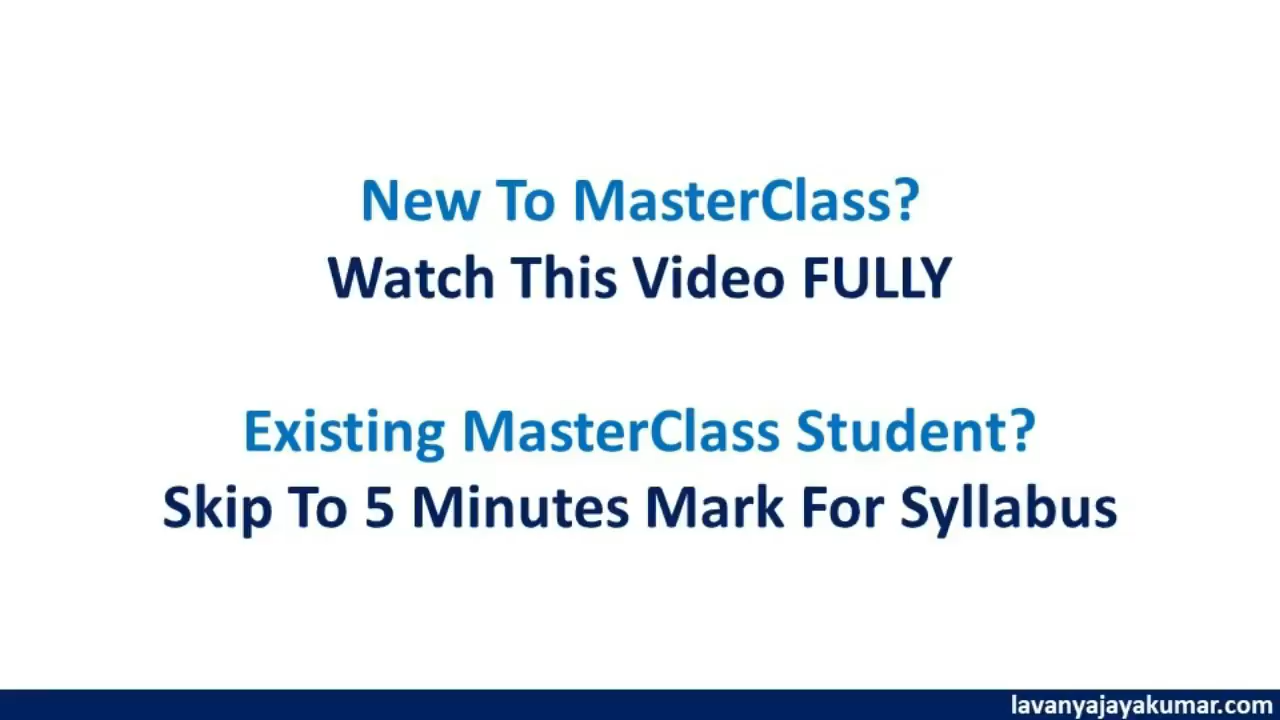 New To MasterClass?
Watch This Video FULLY
Existing MasterClass Student?
Skip To 5 Minutes Mark For Syllabus
lavanyajayakumar.com